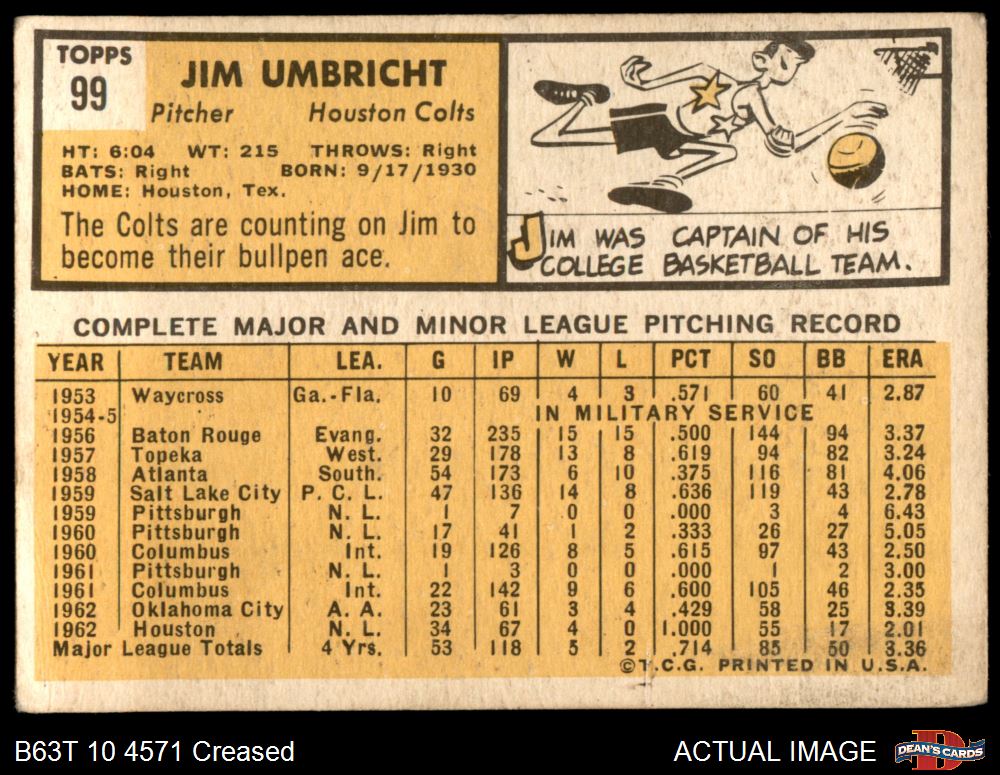 TOPPS
99
JIM UMBRICHT
Pitcher Houston Colts
HT: 6:04 WT: 215 THROWS: Right
BATS: Right BORN: 9/17/1930
HOME: Houston, Tex.
The Colts are counting on Jim to
become their bullpen ace.
JIM WAS CAPTAIN OF HIS
COLLEGE BASKETBALL TEAM.
COMPLETE MAJOR AND MINOR LEAGUE PITCHING RECORD
YEAR TEAM LEA. G IP W L PCT SO BB ERA
1953 Waycross Ga.-Fla. 10 69 4 3 .571 60 41 2.87
1954-5 IN MILITARY SERVICE
1956 Baton Rouge Evang. 32 235 15 15 .500 144 94 3.37
1957 Topeka West. 29 178 13 8 .619 94 82 3.24
1958 Atlanta South. 54 173 6 10 .375 116 81 4.06
1959 Salt Lake City P. C. L. 47 136 14 8 .636 119 43 2.78
1959 Pittsburgh N. L. 1 7 0 0 .000 3 4 6.43
1960 Pittsburgh N. L. 17 41 1 2 .333 26 27 5.05
1960 Columbus Int. 19 126 8 5 .615 97 43 2.50
1961 Pittsburgh N. L. 1 3 0 0 .000 1 2 3.00
1961 Columbus Int. 22 142 9 6 .600 105 46 2.35
1962 Oklahoma City A. A. 23 61 3 4 .429 58 25 3.39
1962 Houston N. L. 34 67 4 0 1.000 55 17 2.01
Major League Totals 4 Yrs. 53 118 5 2 .714 85 50 3.36
©T.C.G. PRINTED IN U.S.A.
B63T 10 4571 Creased
ACTUAL IMAGE
DEAN'S CARDS